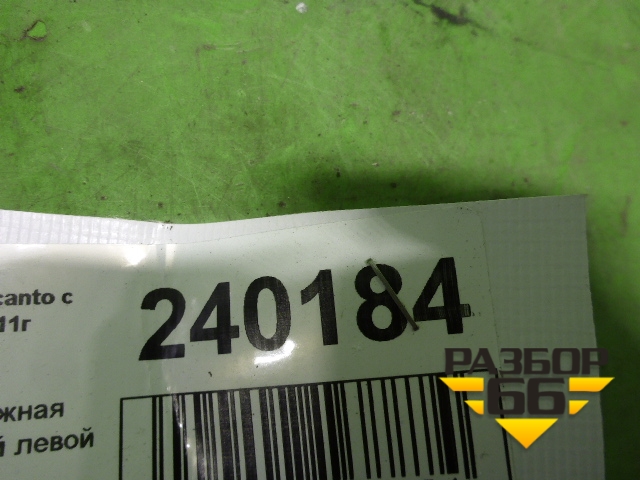 canto с
11г
240184
жная
й левой
РАЗБОР
66